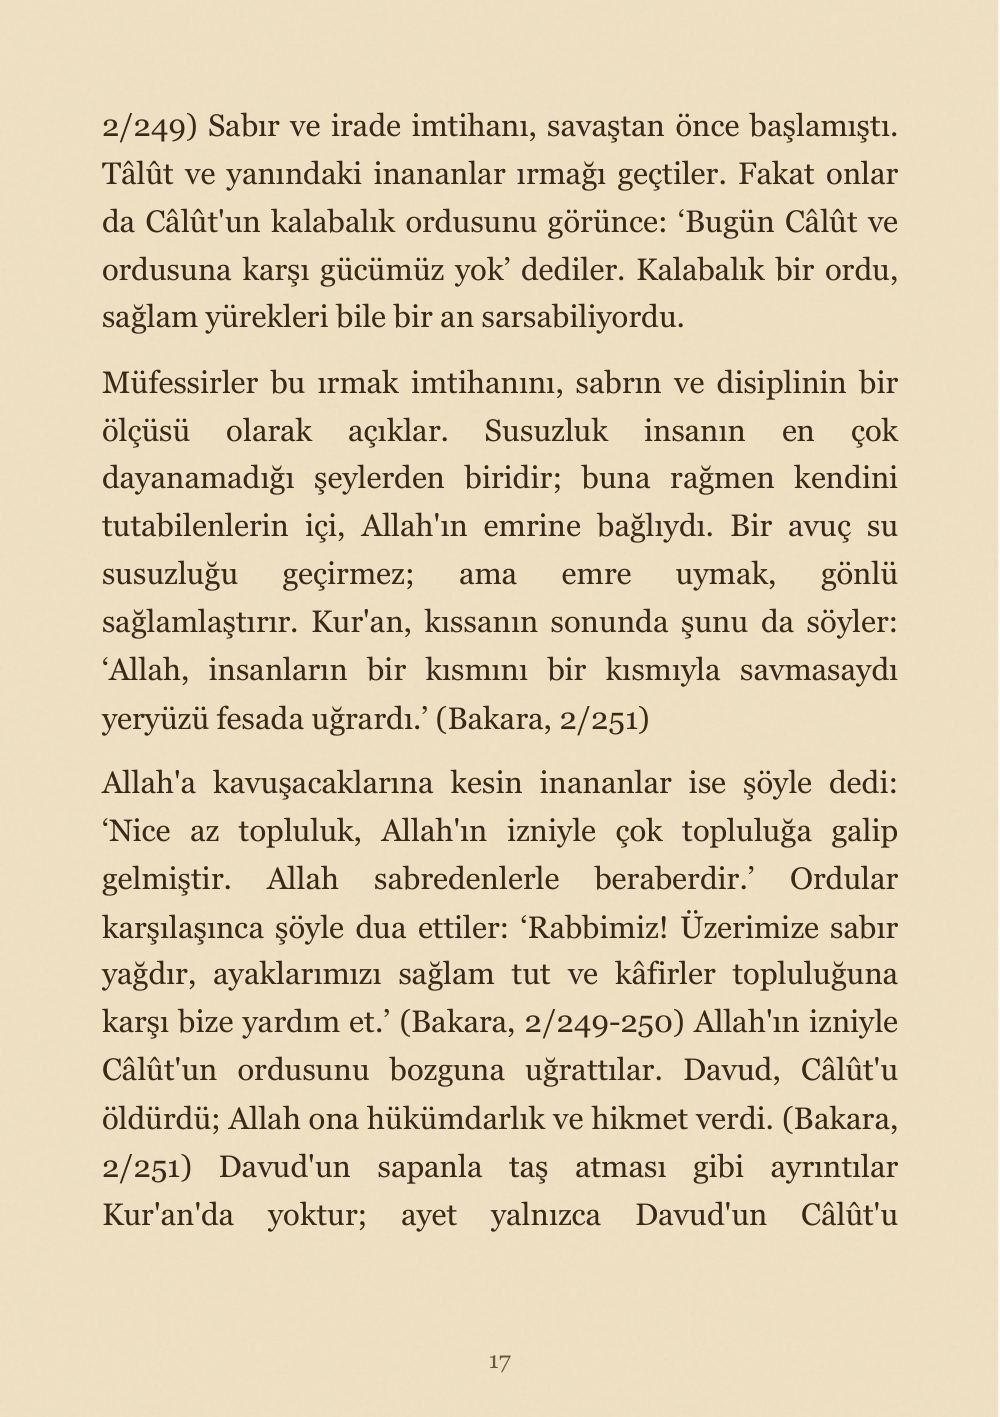 2/249) Sabır ve irade imtihanı, savaştan önce başlamıştı.
Tâlût ve yanındaki inananlar ırmağı geçtiler. Fakat onlar
da Câlût'un kalabalık ordusunu görünce: ‘Bugün Câlût ve
ordusuna karşı gücümüz yok’ dediler. Kalabalık bir ordu,
sağlam yürekleri bile bir an sarsabiliyordu.
Müfessirler bu ırmak imtihanını, sabrın ve disiplinin bir
ölçüsü olarak açıklar. Susuzluk insanın en çok
dayanamadığı şeylerden biridir; buna rağmen kendini
tutabilenlerin içi, Allah'ın emrine bağlıydı. Bir avuç su
susuzluğu geçirmez; ama emre uymak, gönlü
sağlamlaştırır. Kur'an, kıssanın sonunda şunu da söyler:
‘Allah, insanların bir kısmını bir kısmıyla savmasaydı
yeryüzü fesada uğrardı.’ (Bakara, 2/251)
Allah'a kavuşacaklarına kesin inananlar ise şöyle dedi:
‘Nice az topluluk, Allah'ın izniyle çok topluluğa galip
gelmiştir. Allah sabredenlerle beraberdir.’ Ordular
karşılaşınca şöyle dua ettiler: ‘Rabbimiz! Üzerimize sabır
yağdır, ayaklarımızı sağlam tut ve kâfirler topluluğuna
karşı bize yardım et.’ (Bakara, 2/249-250) Allah'ın izniyle
Câlût'un ordusunu bozguna uğrattılar. Davud, Câlût'u
öldürdü; Allah ona hükümdarlık ve hikmet verdi. (Bakara,
2/251) Davud'un sapanla taş atması gibi ayrıntılar
Kur'an'da yoktur; ayet yalnızca Davud'un Câlût'u
17